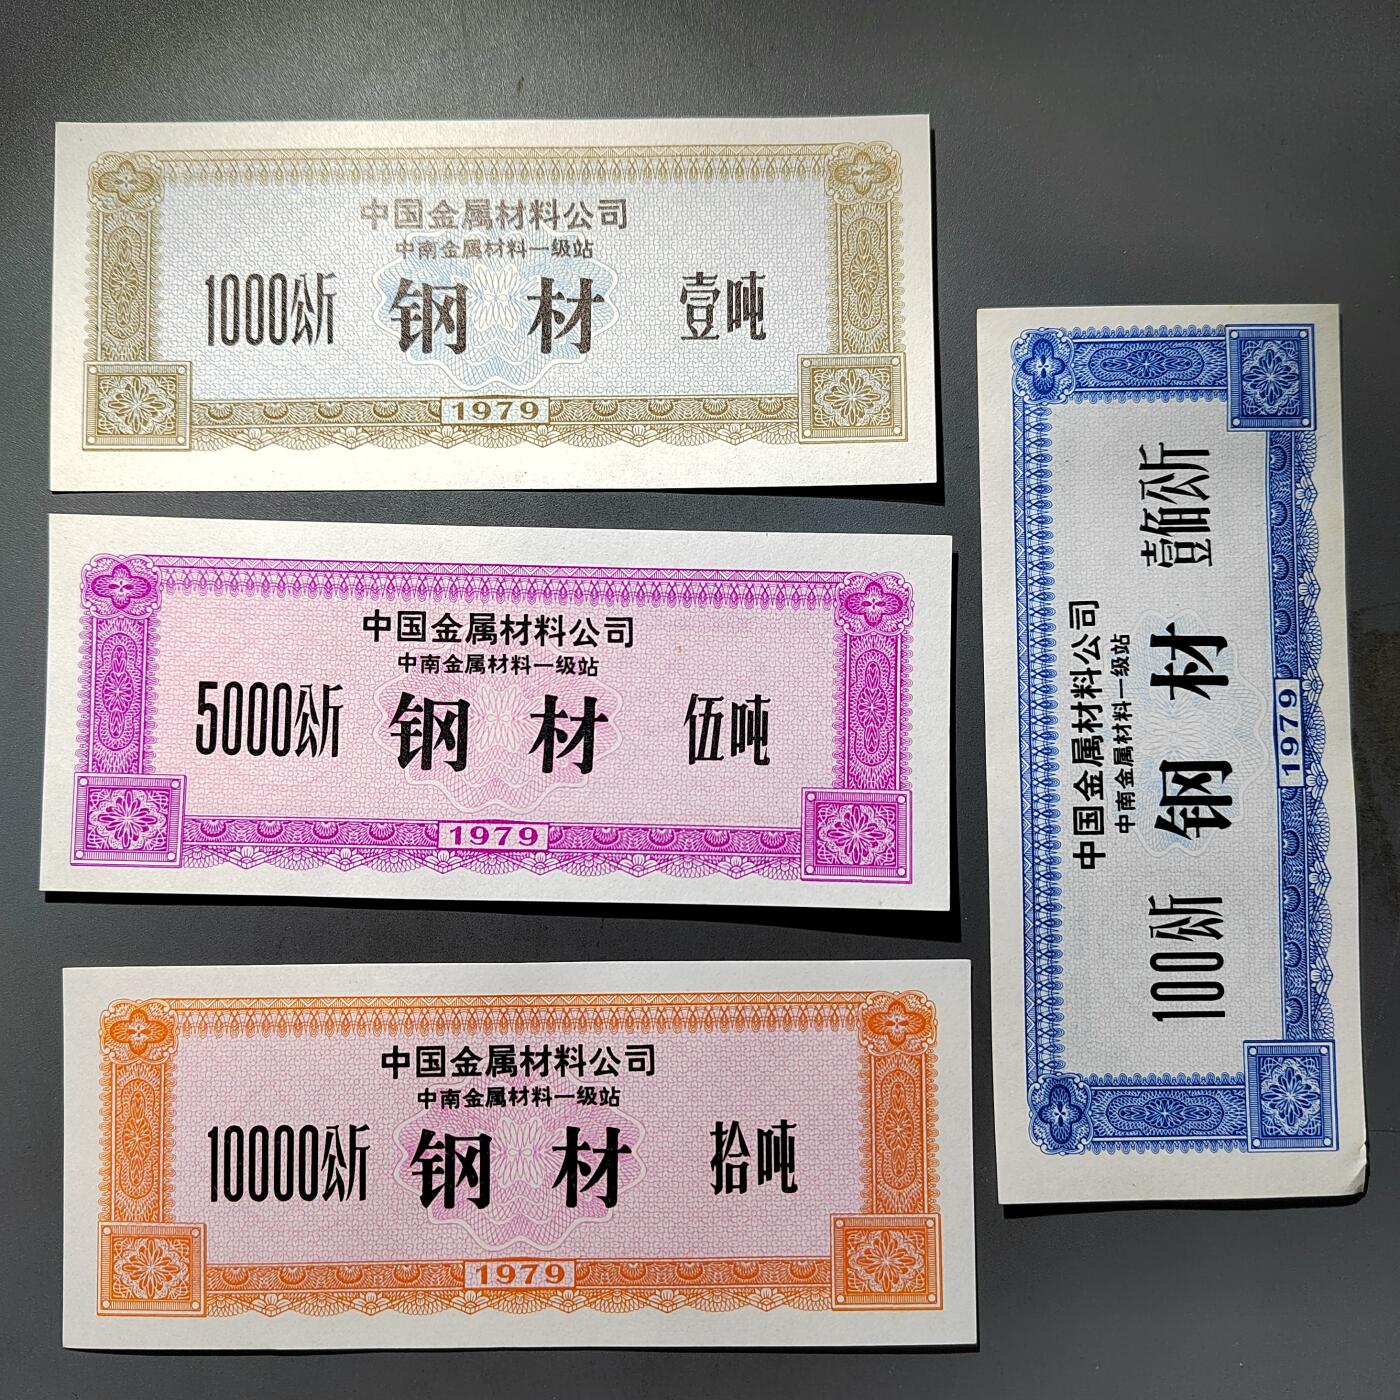 中国金属材料公司
中南金属材料一级站
1000公斤 钢材 壹吨
1979
中国金属材料公司
中南金属材料一级站
5000公斤 钢材 伍吨
1979
中国金属材料公司
中南金属材料一级站
10000公斤 钢材 拾吨
1979
中国金属材料公司
中南金属材料一级站
100公斤 钢材 壹佰公斤
1979